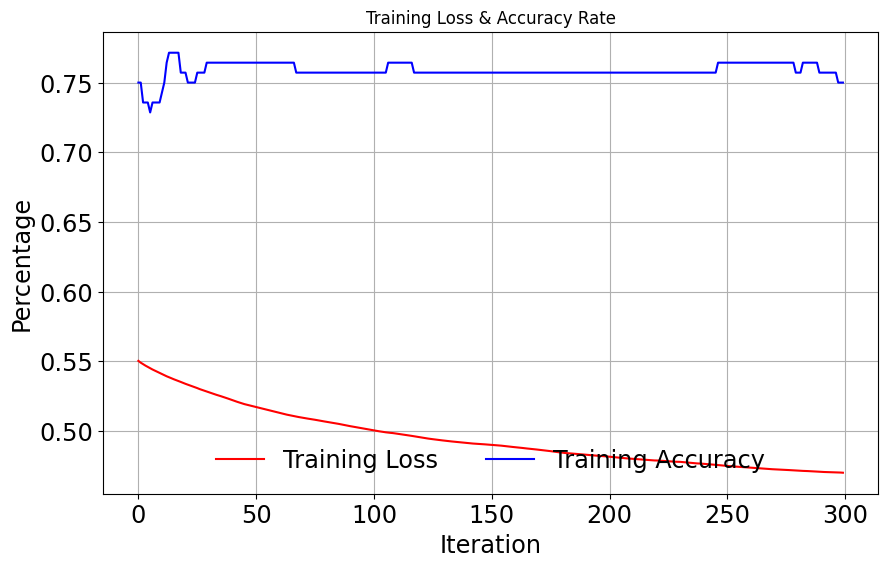 Training Loss & Accuracy Rate
0.75
0.70
0.65
0.60
0.55
0.50
Percentage
Training Loss Training Accuracy
0 50 100 150 200 250 300
Iteration